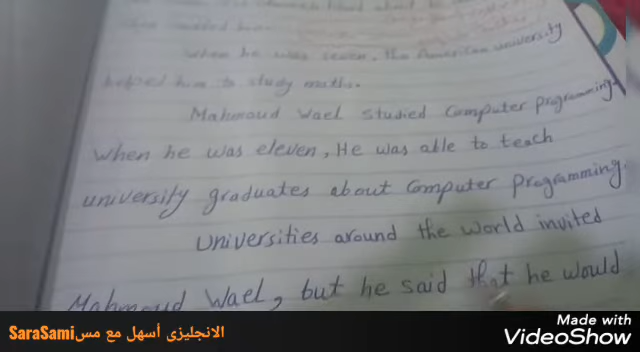 when he was seven, the American university
helped him to study maths.
Mahmoud Wael studied Computer programming.
when he was eleven, He was able to teach
university graduates about Computer Programming.
Universities around the world invited
Mahmoud Wael, but he said that he would
الانجليزى أسهل مع مسSaraSami
Made with
VideoShow